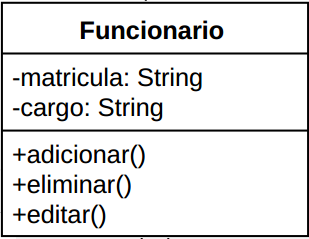 Funcionario
-matricula: String
-cargo: String
+adicionar()
+eliminar()
+editar()